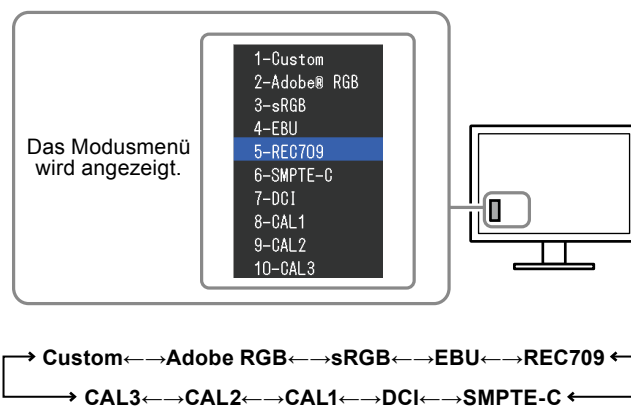 Das Modusmenü
wird angezeigt.
1-Custom
2-Adobe® RGB
3-sRGB
4-EBU
5-REC709
6-SMPTE-C
7-DCI
8-CAL1
9-CAL2
10-CAL3
→ Custom←→Adobe RGB←→sRGB←→EBU←→REC709 ←
→ CAL3←→CAL2←→CAL1←→DCI←→SMPTE-C ←